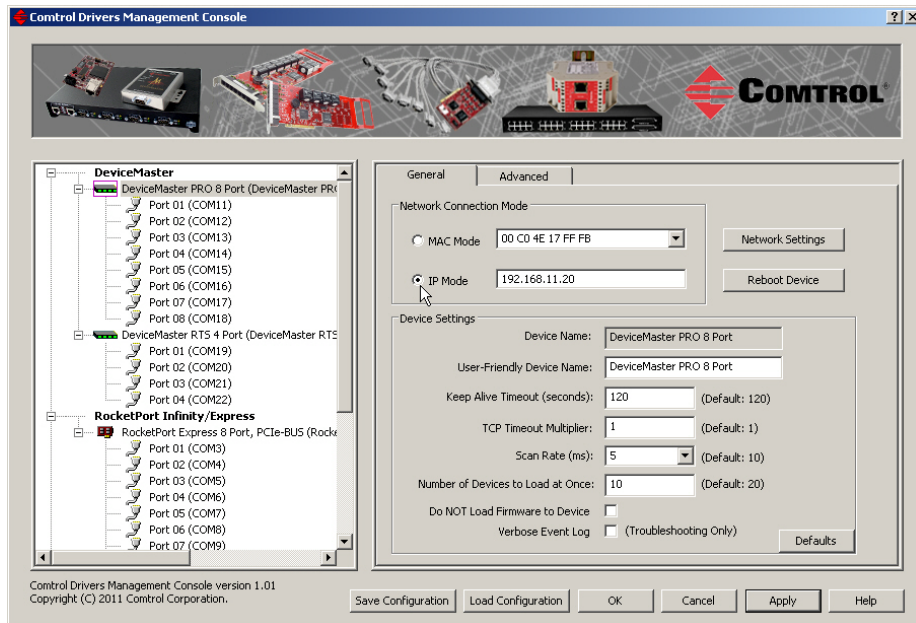 Comtrol Drivers Management Console
COMTROL
DeviceMaster
DeviceMaster PRO 8 Port (DeviceMaster PR
Port 01 (COM11)
Port 02 (COM12)
Port 03 (COM13)
Port 04 (COM14)
Port 05 (COM15)
Port 06 (COM16)
Port 07 (COM17)
Port 08 (COM18)
DeviceMaster RTS 4 Port (DeviceMaster RTS
Port 01 (COM19)
Port 02 (COM20)
Port 03 (COM21)
Port 04 (COM22)
RocketPort Infinity/Express
RocketPort Express 8 Port, PCIe-BUS (Rocke
Port 01 (COM3)
Port 02 (COM4)
Port 03 (COM5)
Port 04 (COM6)
Port 05 (COM7)
Port 06 (COM8)
Port 07 (COM9)
General Advanced
Network Connection Mode
MAC Mode 00 C0 4E 17 FF FB
Network Settings
IP Mode 192.168.11.20
Reboot Device
Device Settings
Device Name: DeviceMaster PRO 8 Port
User-Friendly Device Name: DeviceMaster PRO 8 Port
Keep Alive Timeout (seconds): 120 (Default: 120)
TCP Timeout Multiplier: 1 (Default: 1)
Scan Rate (ms): 5 (Default: 10)
Number of Devices to Load at Once: 10 (Default: 20)
Do NOT Load Firmware to Device
Verbose Event Log (Troubleshooting Only)
Defaults
Comtrol Drivers Management Console version 1.01
Copyright (C) 2011 Comtrol Corporation.
Save Configuration Load Configuration OK Cancel Apply Help